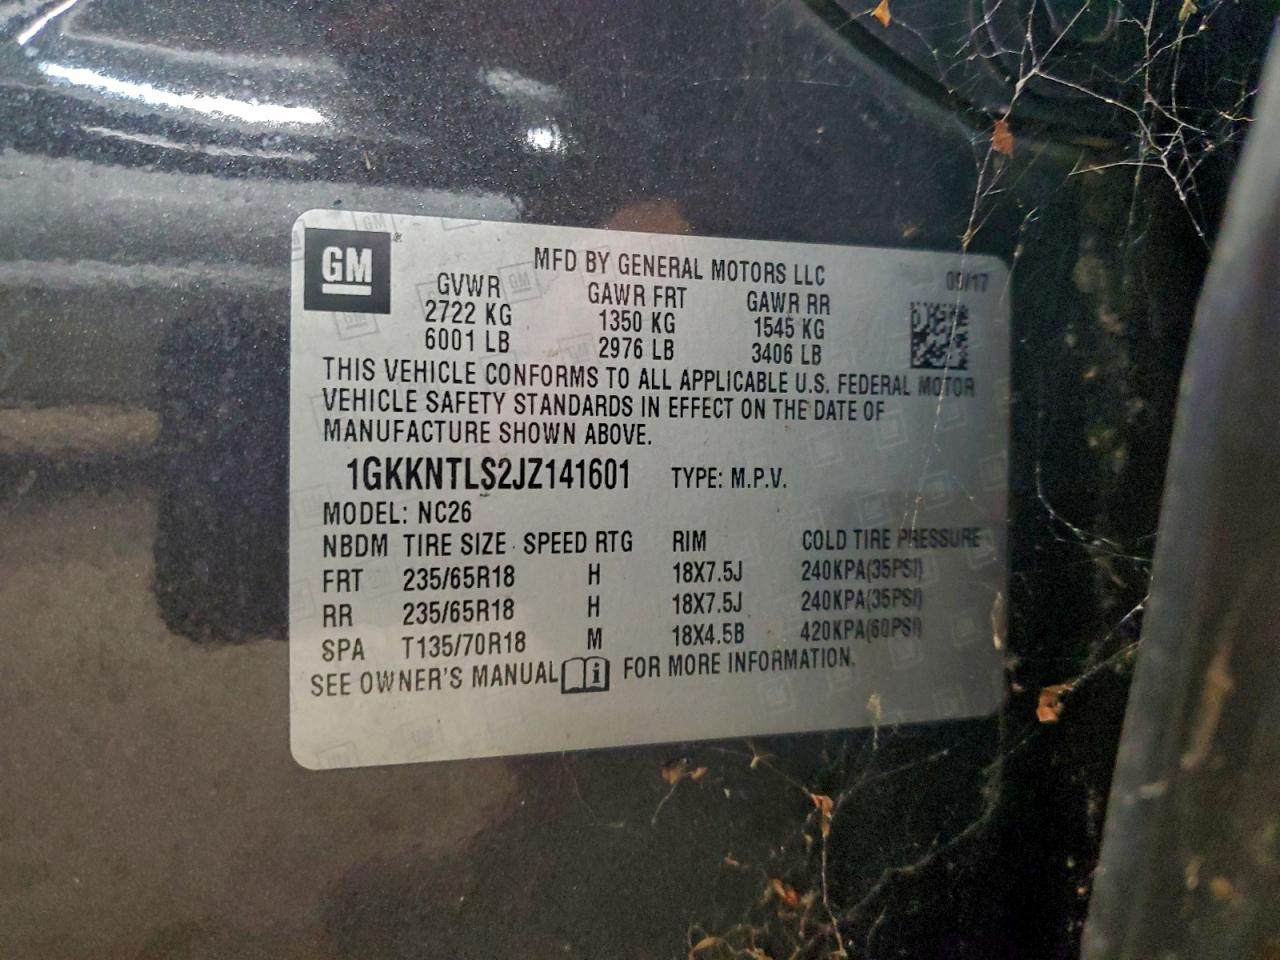 GM
MFD BY GENERAL MOTORS LLC 09/17
GVWR GAWR FRT GAWR RR
2722 KG 1350 KG 1545 KG
6001 LB 2976 LB 3406 LB
THIS VEHICLE CONFORMS TO ALL APPLICABLE U.S. FEDERAL MOTOR
VEHICLE SAFETY STANDARDS IN EFFECT ON THE DATE OF
MANUFACTURE SHOWN ABOVE.
1GKKNTLS2JZ141601 TYPE: M.P.V.
MODEL: NC26
NBDM TIRE SIZE SPEED RTG RIM COLD TIRE PRESSURE
FRT 235/65R18 H 18X7.5J 240KPA(35PSI)
RR 235/65R18 H 18X7.5J 240KPA(35PSI)
SPA T135/70R18 M 18X4.5B 420KPA(60PSI)
SEE OWNER'S MANUAL i FOR MORE INFORMATION.